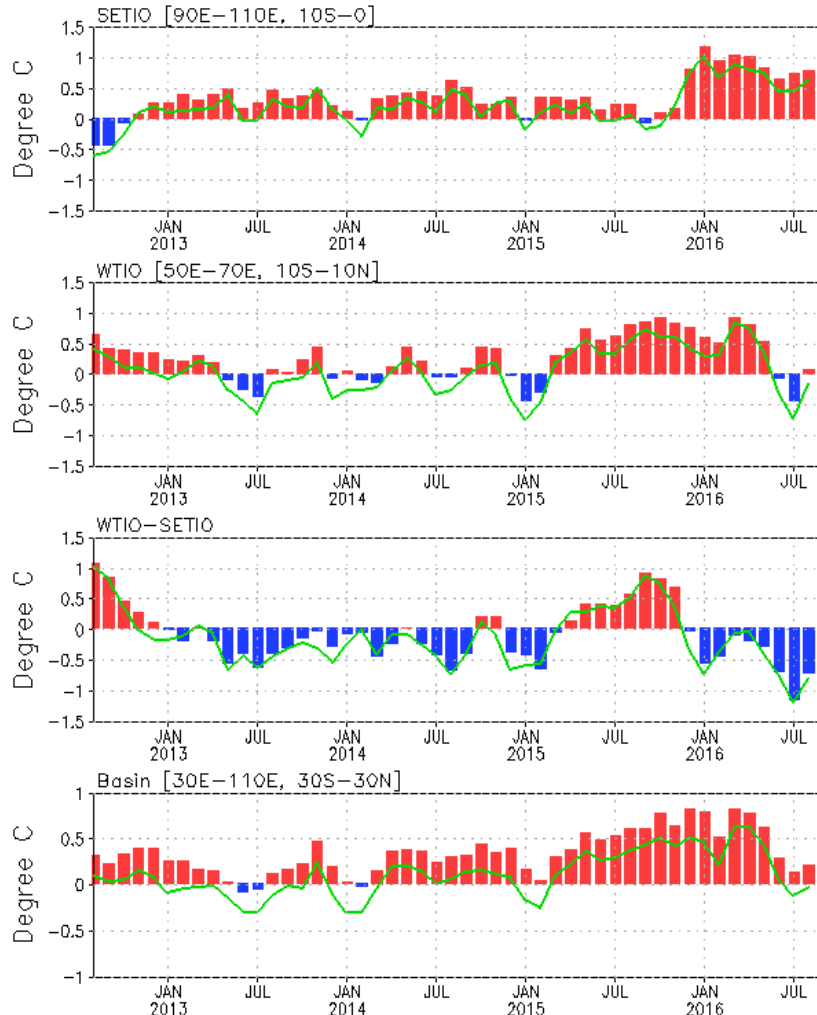 SETIO [90E-110E, 10S-0]
1.5
1
0.5
0
-0.5
-1
-1.5
Degree C
JAN JUL JAN JUL JAN JUL JAN JUL
2013 2014 2015 2016
WTIO [50E-70E, 10S-10N]
1.5
1
0.5
0
-0.5
-1
-1.5
Degree C
JAN JUL JAN JUL JAN JUL JAN JUL
2013 2014 2015 2016
WTIO-SETIO
1.5
1
0.5
0
-0.5
-1
-1.5
Degree C
JAN JUL JAN JUL JAN JUL JAN JUL
2013 2014 2015 2016
Basin [30E-110E, 30S-30N]
1
0.5
0
-0.5
-1
Degree C
JAN JUL JAN JUL JAN JUL JAN JUL
2013 2014 2015 2016